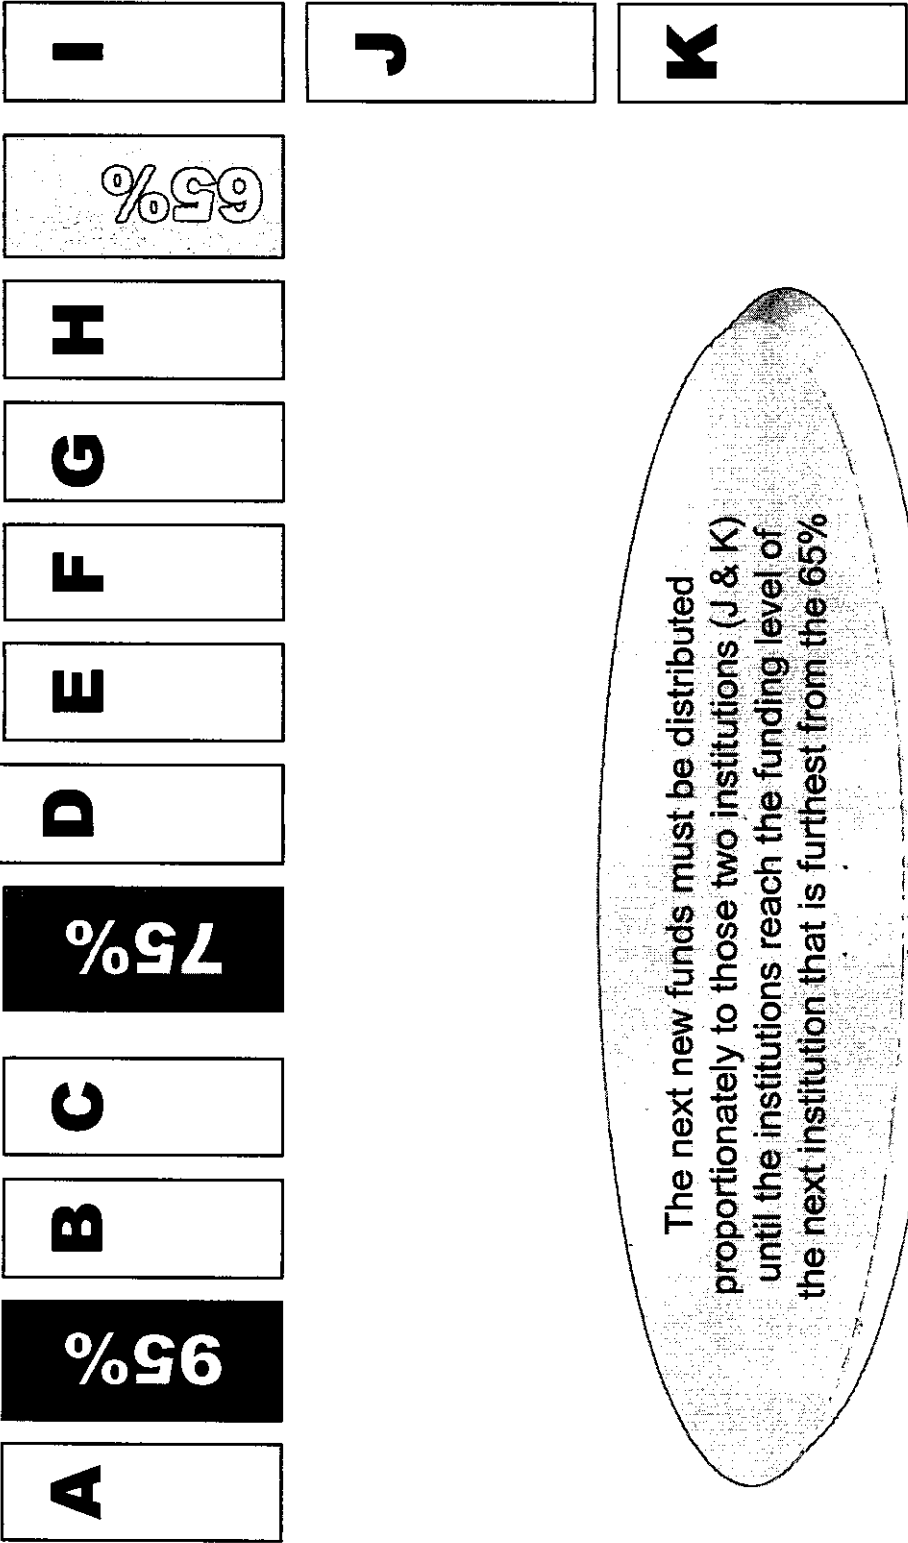 A
95%
B
C
75%
D
E
F
G
H
65%
I
J
K
The next new funds must be distributed
proportionately to those two institutions (J & K)
until the institutions reach the funding level of
the next institution that is furthest from the 65%